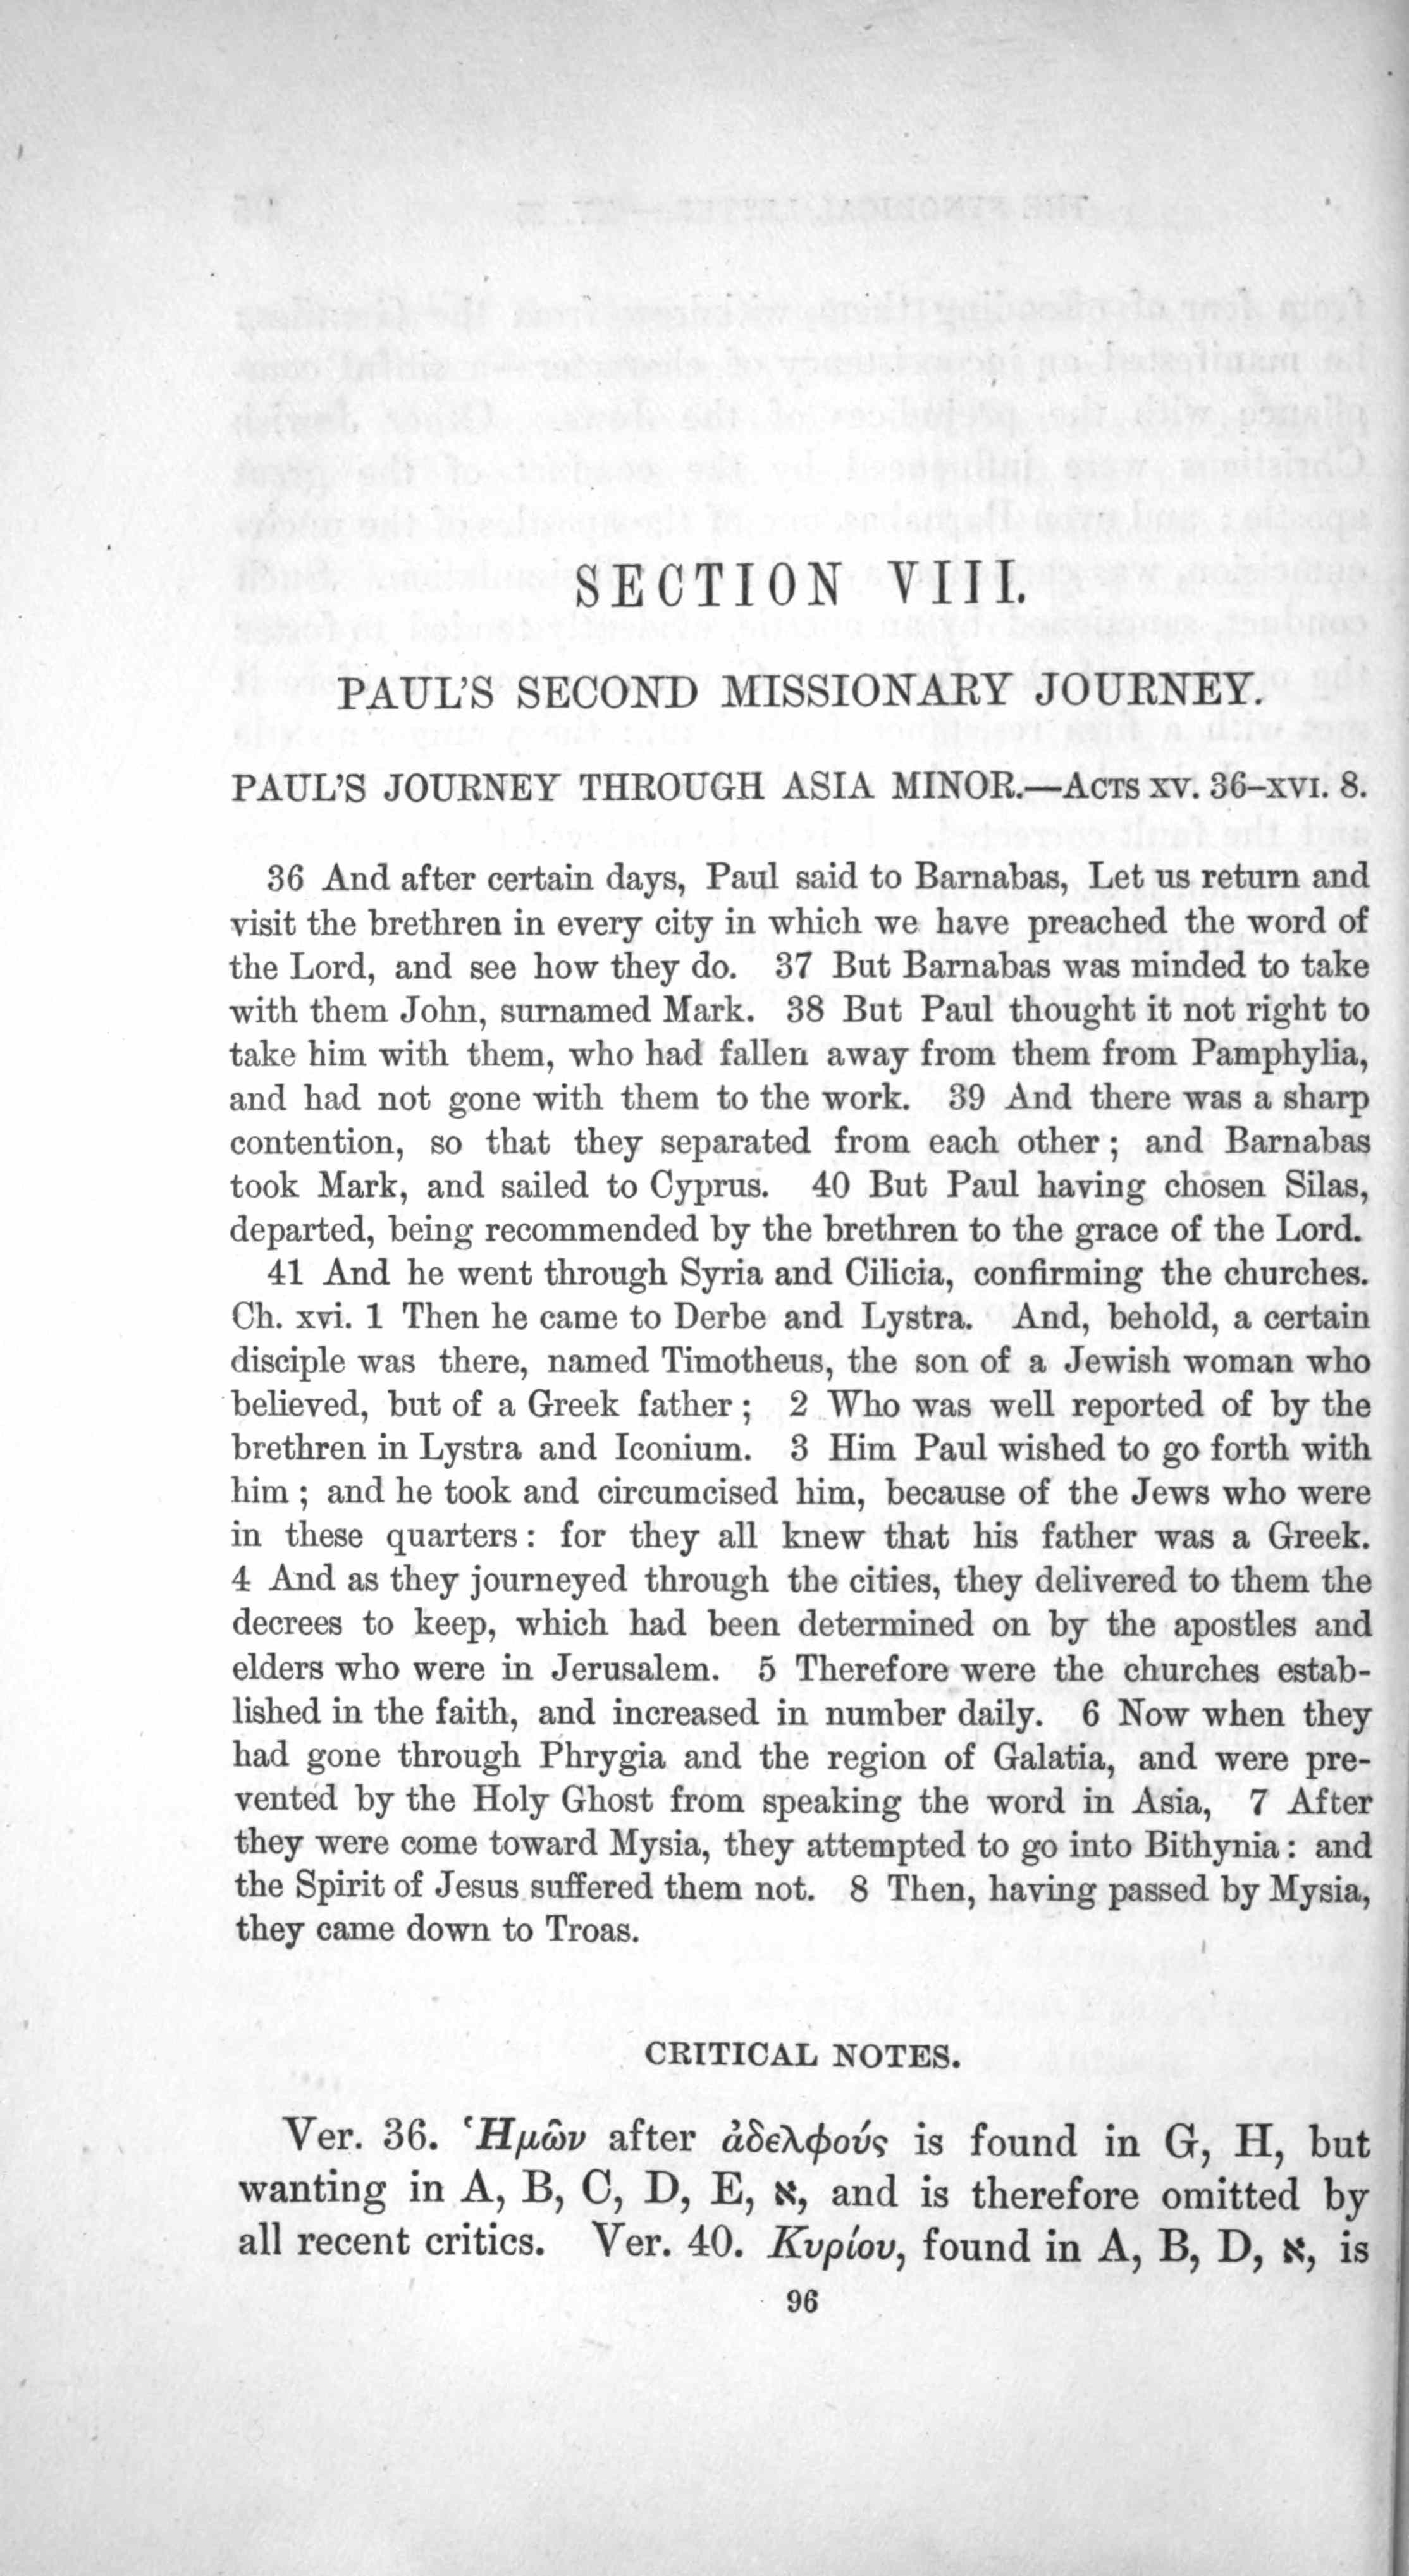 SECTION VIII.
PAUL'S SECOND MISSIONARY JOURNEY.
PAUL'S JOURNEY THROUGH ASIA MINOR.—ACTS XV. 36–XVI. 8.
36 And after certain days, Paul said to Barnabas, Let us return and
visit the brethren in every city in which we have preached the word of
the Lord, and see how they do. 37 But Barnabas was minded to take
with them John, surnamed Mark. 38 But Paul thought it not right to
take him with them, who had fallen away from them from Pamphylia,
and had not gone with them to the work. 39 And there was a sharp
contention, so that they separated from each other; and Barnabas
took Mark, and sailed to Cyprus. 40 But Paul having chosen Silas,
departed, being recommended by the brethren to the grace of the Lord.
41 And he went through Syria and Cilicia, confirming the churches.
Ch. xvi. 1 Then he came to Derbe and Lystra. And, behold, a certain
disciple was there, named Timotheus, the son of a Jewish woman who
believed, but of a Greek father; 2 Who was well reported of by the
brethren in Lystra and Iconium. 3 Him Paul wished to go forth with
him; and he took and circumcised him, because of the Jews who were
in these quarters: for they all knew that his father was a Greek.
4 And as they journeyed through the cities, they delivered to them the
decrees to keep, which had been determined on by the apostles and
elders who were in Jerusalem. 5 Therefore were the churches estab-
lished in the faith, and increased in number daily. 6 Now when they
had gone through Phrygia and the region of Galatia, and were pre-
vented by the Holy Ghost from speaking the word in Asia, 7 After
they were come toward Mysia, they attempted to go into Bithynia: and
the Spirit of Jesus suffered them not. 8 Then, having passed by Mysia,
they came down to Troas.
CRITICAL NOTES.
Ver. 36. Ἡμῶν after ἀδελφούς is found in G, H, but
wanting in A, B, C, D, E, א, and is therefore omitted by
all recent critics. Ver. 40. Κυρίου, found in A, B, D, א, is
96